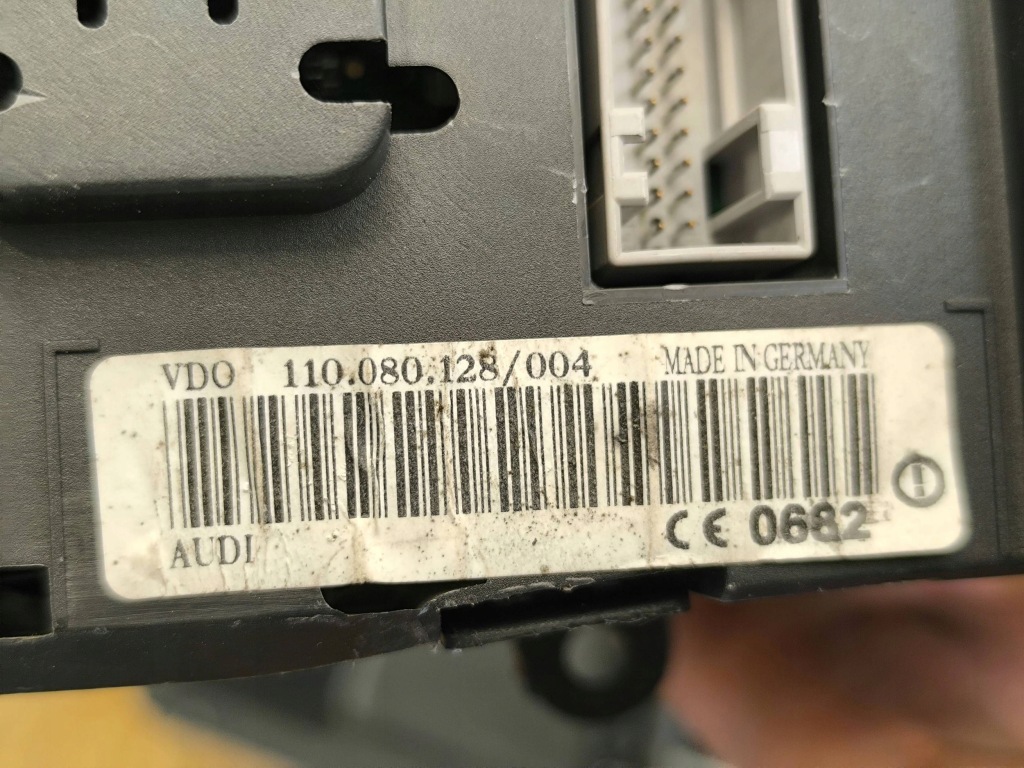 VDO 110.080.128/004 MADE IN GERMANY
AUDI CE 0682